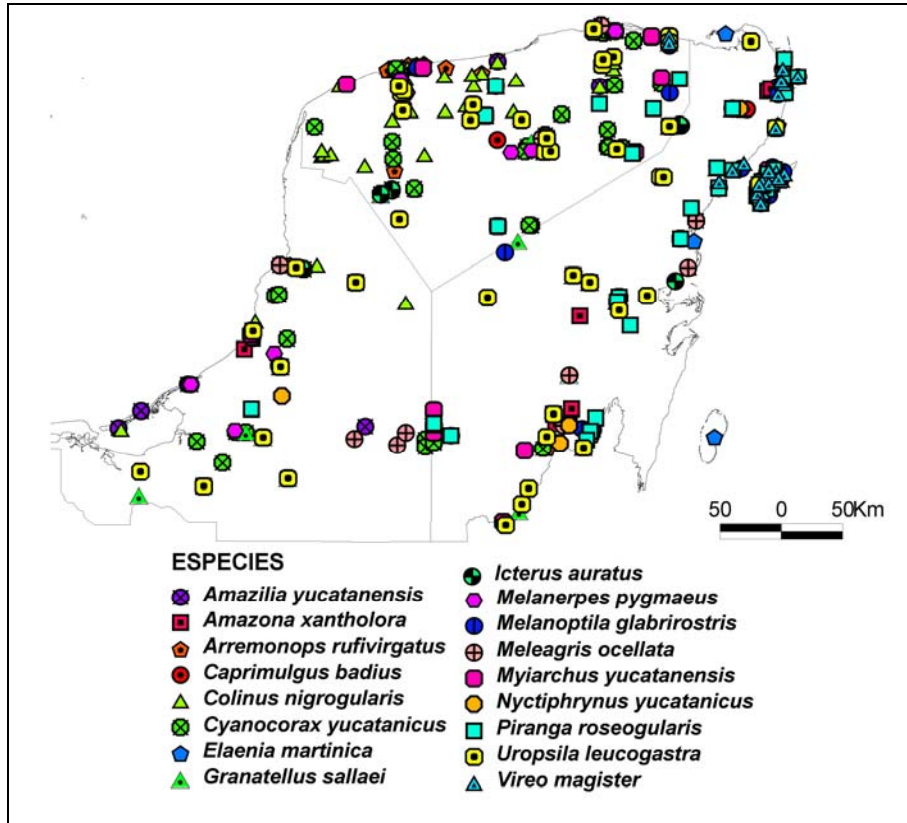 50 0 50Km
ESPECIES
Amazilia yucatanensis
Amazona xantholora
Arremonops rufivirgatus
Caprimulgus badius
Colinus nigrogularis
Cyanocorax yucatanicus
Elaenia martinica
Granatellus sallaei
Icterus auratus
Melanerpes pygmaeus
Melanoptila glabrirostris
Meleagris ocellata
Myiarchus yucatanensis
Nyctiphrynus yucatanicus
Piranga roseogularis
Uropsila leucogastra
Vireo magister